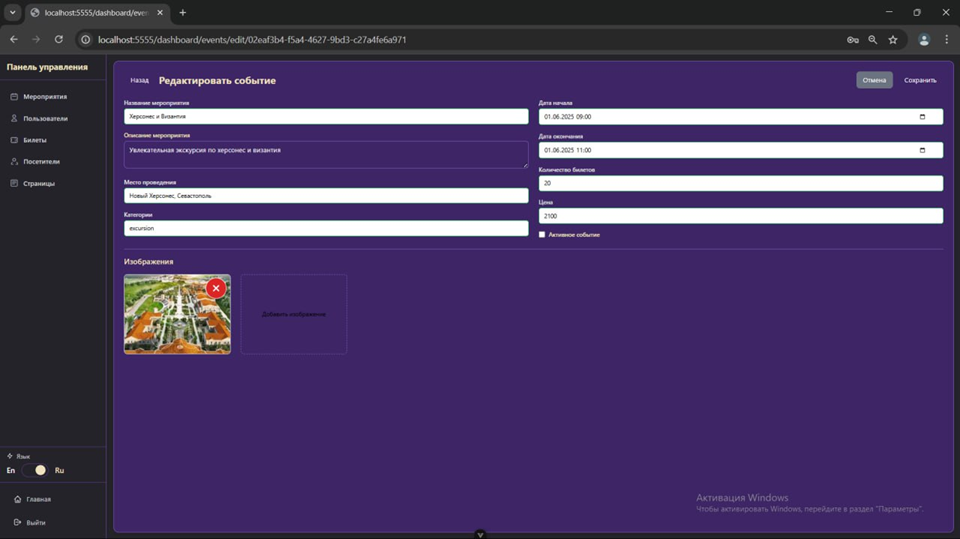 localhost:5555/dashboard/eve
localhost:5555/dashboard/events/edit/02eaf3b4-f5a4-4627-9bd3-c27a4fe6a971
Панель управления
Мероприятия
Пользователи
Билеты
Посетители
Страницы
Язык
En Ru
Главная
Выйти
Назад Редактировать событие Отмена Сохранить
Название мероприятия
Херсонес и Византия
Описание мероприятия
Увлекательная экскурсия по херсонес и византия
Место проведения
Новый Херсонес, Севастополь
Категории
excursion
Дата начала
01.06.2025 09:00
Дата окончания
01.06.2025 11:00
Количество билетов
20
Цена
2100
Активное событие
Изображения
Добавить изображение
Активация Windows
Чтобы активировать Windows, перейдите в раздел "Параметры".